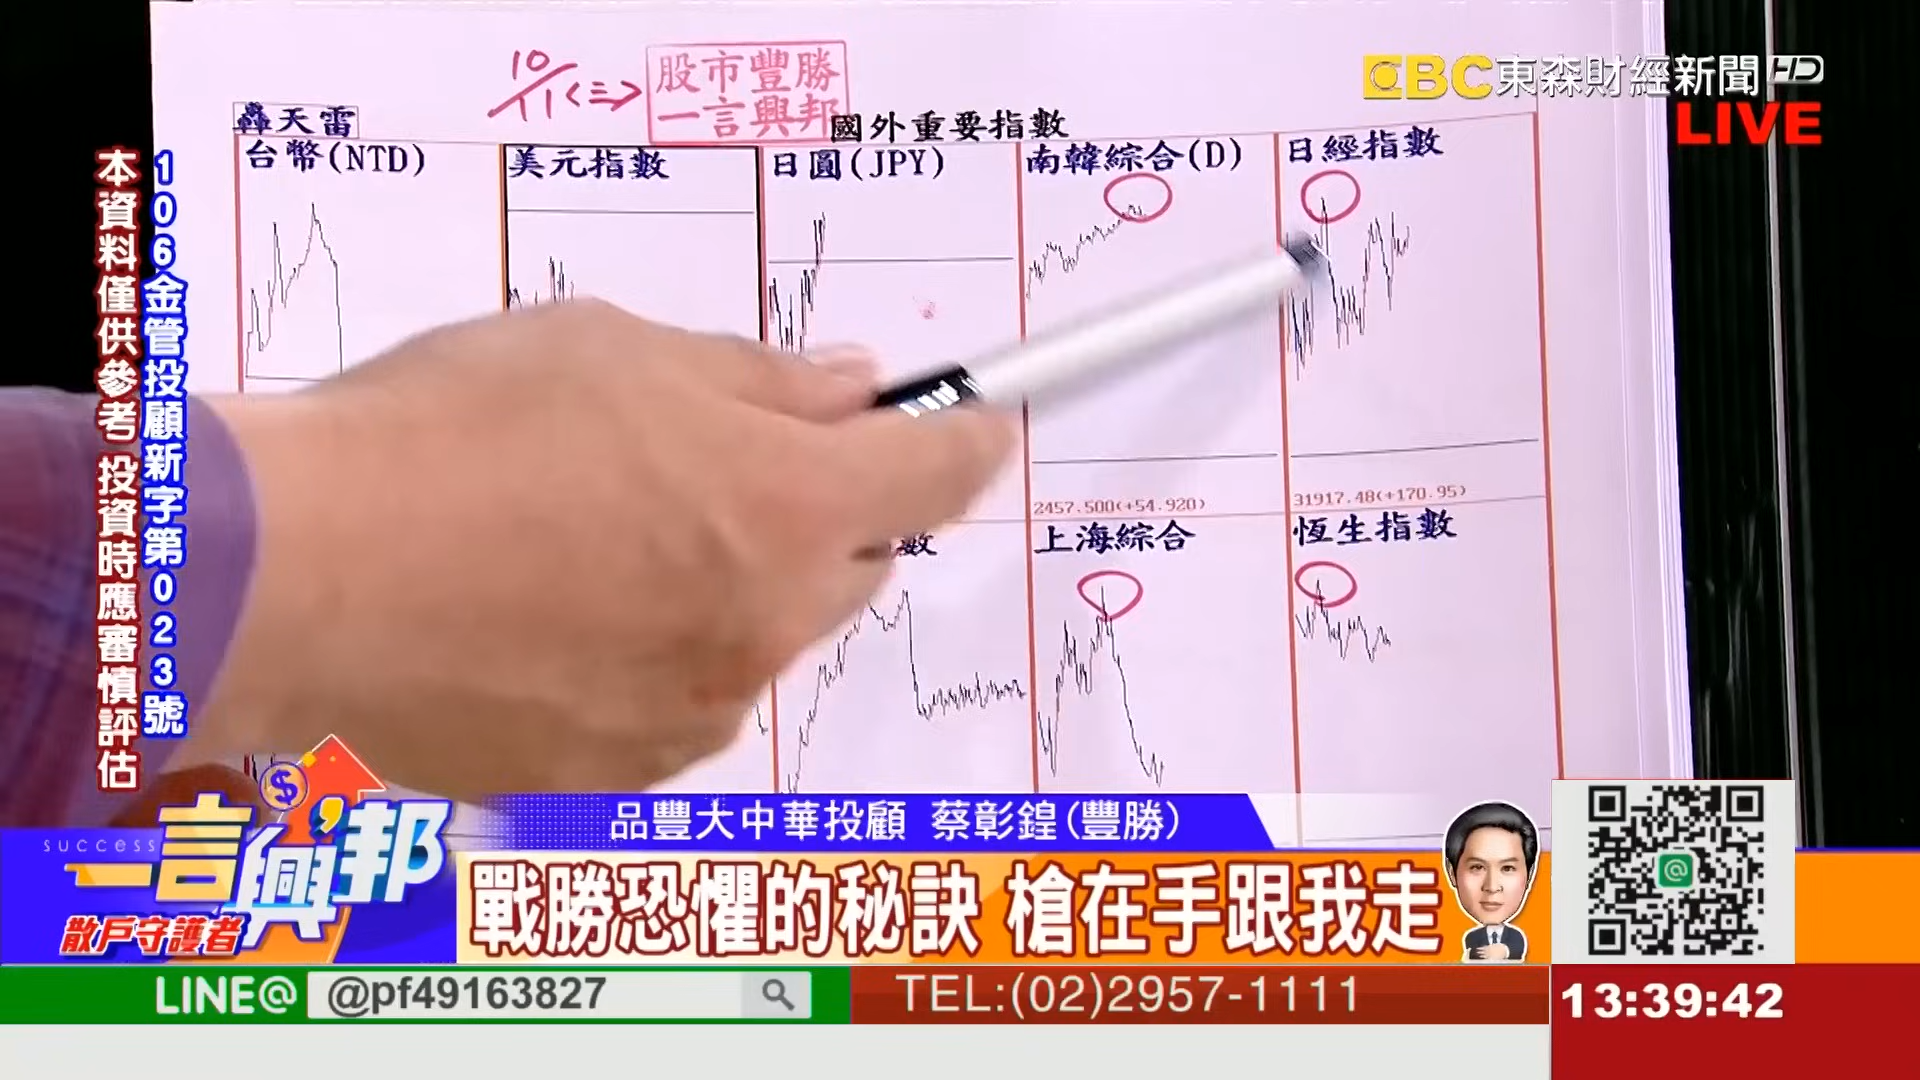 10/11<三>
股市豐勝
一言興邦
EBC東森財經新聞HD
LIVE
轟天雷
國外重要指數
台幣(NTD)
美元指數
日圓(JPY)
南韓綜合(D)
日經指數
2457.500(+54.920)
31917.48(+170.95)
數
上海綜合
恆生指數
106金管投顧新字第023號
本資料僅供參考 投資時應審慎評估
success
一言興邦
散戶守護者
品豐大中華投顧 蔡彰鍠(豐勝)
戰勝恐懼的秘訣 槍在手跟我走
LINE@ @pf49163827
TEL:(02)2957-1111
13:39:42